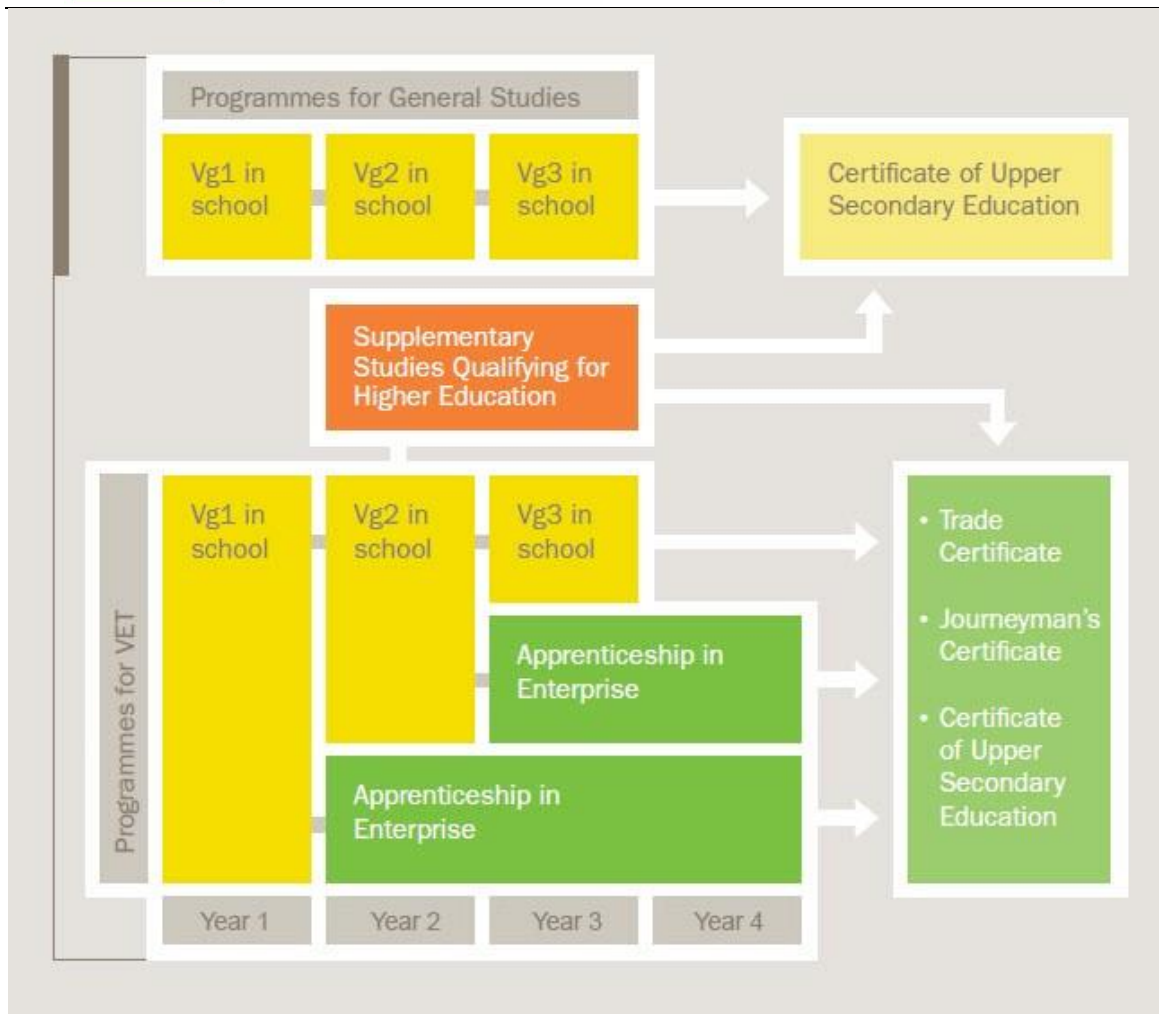 Programmes for General Studies
Vg1 in
school
Vg2 in
school
Vg3 in
school
Certificate of Upper
Secondary Education
Supplementary
Studies Qualifying for
Higher Education
Programmes for VET
Vg1 in
school
Vg2 in
school
Vg3 in
school
Apprenticeship in
Enterprise
Apprenticeship in
Enterprise
• Trade
Certificate
• Journeyman's
Certificate
• Certificate
of Upper
Secondary
Education
Year 1
Year 2
Year 3
Year 4